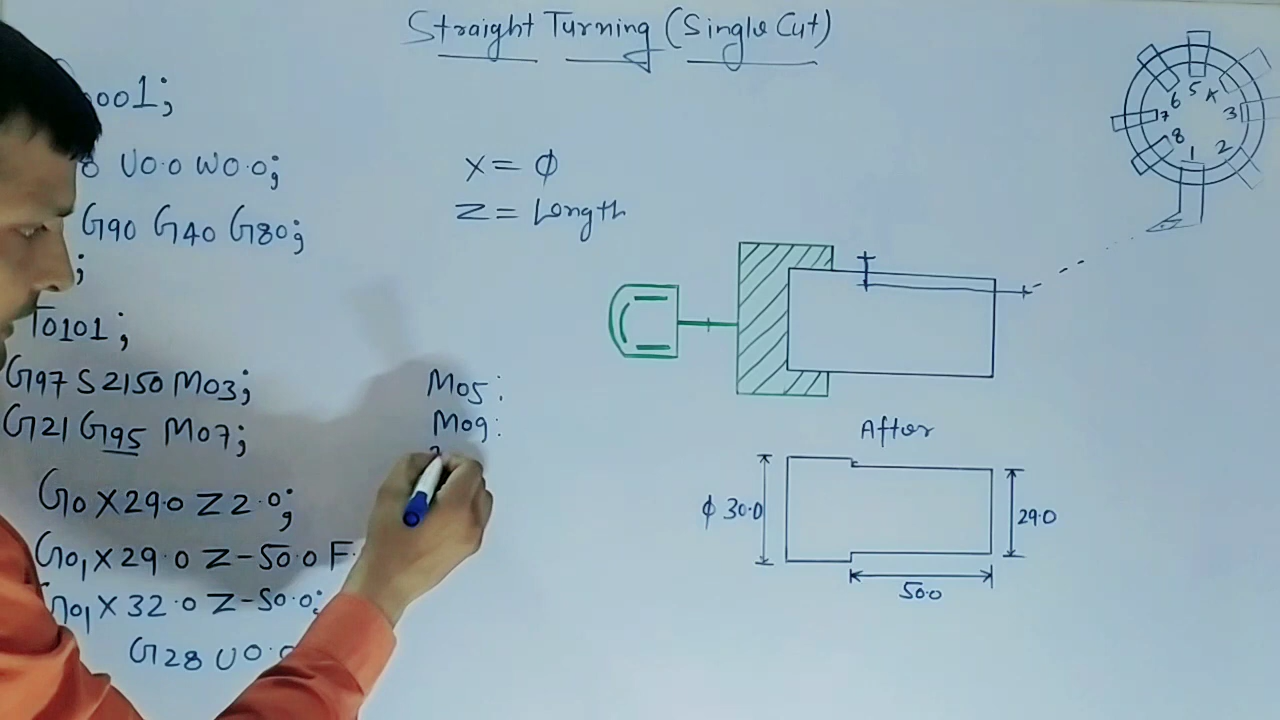 Straight Turning (Single Cut)
0001;
U0.0 W0.0;
G90 G40 G80;
;
T0101;
G97 S2150 M03;
G21 G95 M07;
G0 X29.0 Z2.0;
G01 X29.0 Z-50.0 F.
G01 X32.0 Z-50.0;
G28 U0.0
X = φ
Z = Length
M05:
M09:
1 2 3 4 5 6 7 8
After
φ 30.0
29.0
50.0